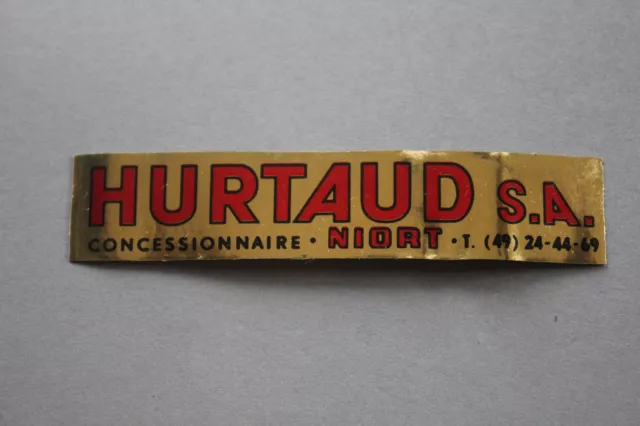 HURTAUD S.A.
CONCESSIONNAIRE · NIORT · T. (49) 24-44-69